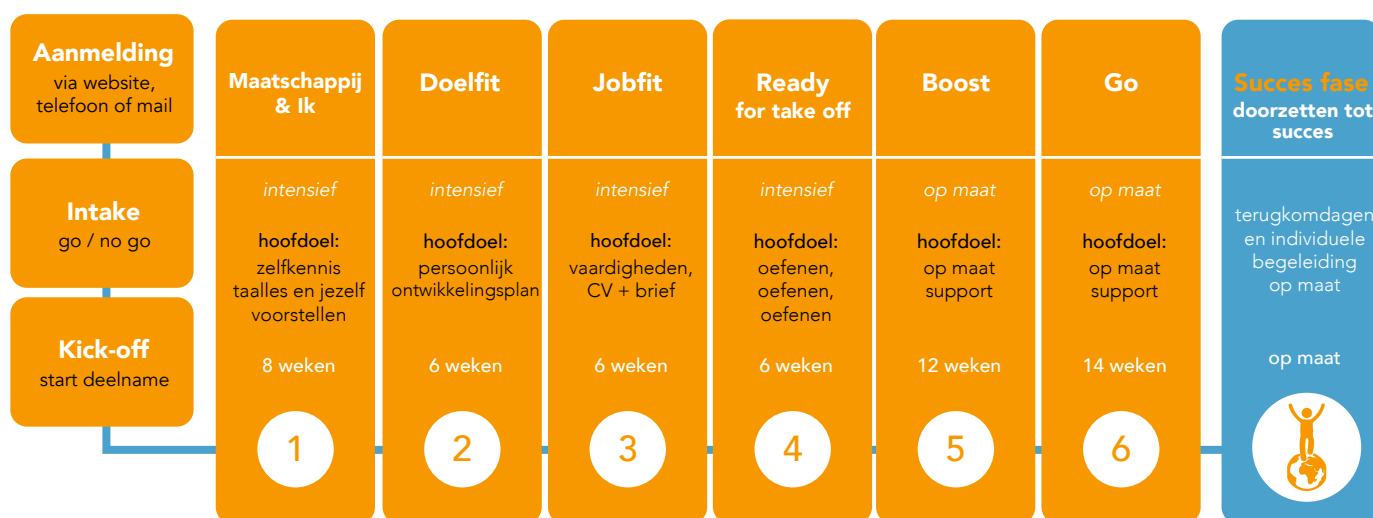 Aanmelding
via website,
telefoon of mail
Intake
go / no go
Kick-off
start deelname
Maatschappij
& Ik
intensief
hoofdoel:
zelfkennis
taalles en jezelf
voorstellen
8 weken
1
Doelfit
intensief
hoofdoel:
persoonlijk
ontwikkelingsplan
6 weken
2
Jobfit
intensief
hoofdoel:
vaardigheden,
CV + brief
6 weken
3
Ready
for take off
intensief
hoofdoel:
oefenen,
oefenen,
oefenen
6 weken
4
Boost
op maat
hoofdoel:
op maat
support
12 weken
5
Go
op maat
hoofdoel:
op maat
support
14 weken
6
Succes fase
doorzetten tot
succes
terugkomdagen
en individuele
begeleiding
op maat
op maat